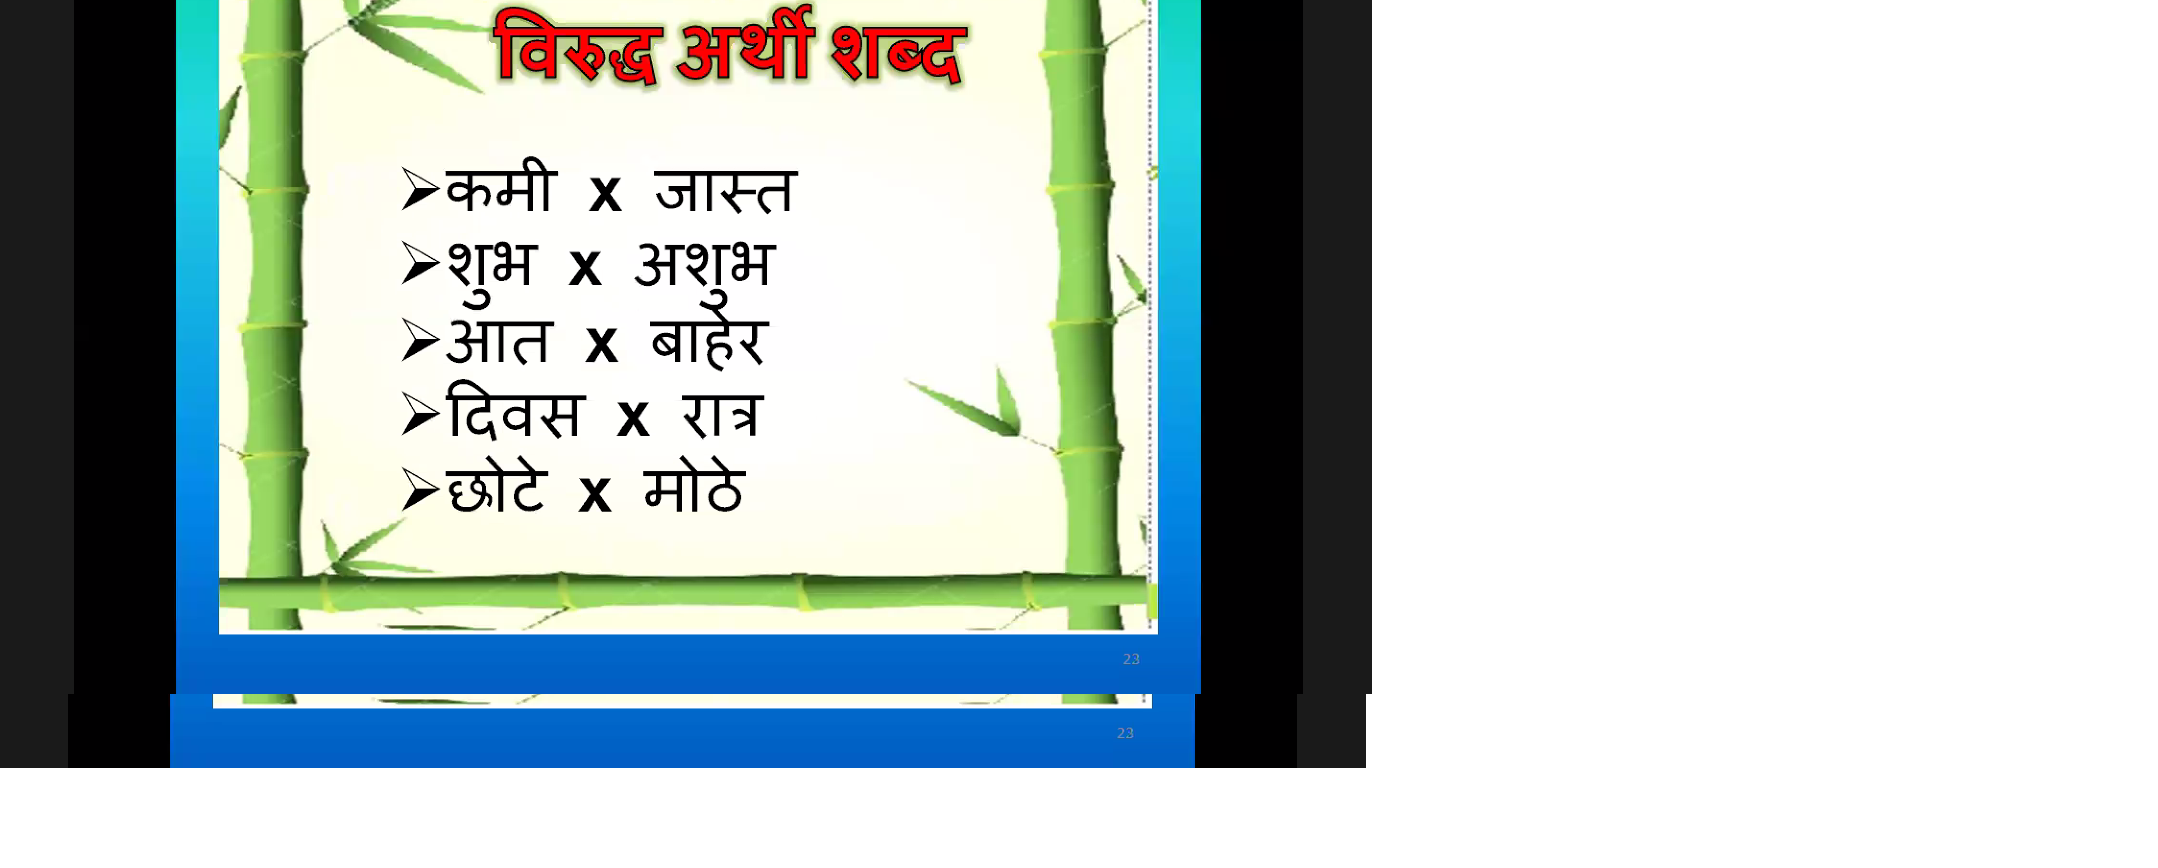 विरुद्ध अर्थी शब्द
➢कमी x जास्त
➢शुभ x अशुभ
➢आत x बाहेर
➢दिवस x रात्र
➢छोटे x मोठे
23
23